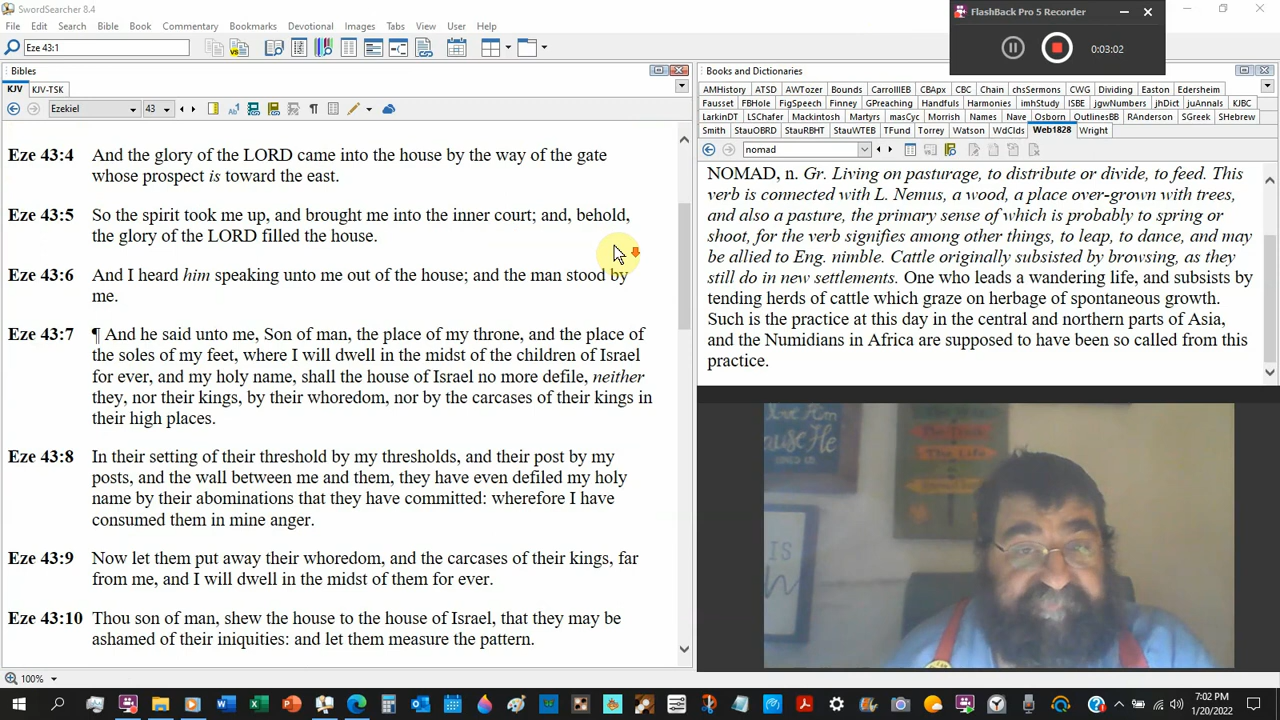 SwordSearcher 8.4
File Edit Search Bible Book Commentary Bookmarks Devotional Images Tabs View User Help
Eze 43:1
FlashBack Pro 5 Recorder
0:03:02
Bibles
KJV KJV-TSK
Ezekiel 43
Eze 43:4 And the glory of the LORD came into the house by the way of the gate
whose prospect is toward the east.
Eze 43:5 So the spirit took me up, and brought me into the inner court; and, behold,
the glory of the LORD filled the house.
Eze 43:6 And I heard him speaking unto me out of the house; and the man stood by
me.
Eze 43:7 ¶ And he said unto me, Son of man, the place of my throne, and the place of
the soles of my feet, where I will dwell in the midst of the children of Israel
for ever, and my holy name, shall the house of Israel no more defile, neither
they, nor their kings, by their whoredom, nor by the carcases of their kings in
their high places.
Eze 43:8 In their setting of their threshold by my thresholds, and their post by my
posts, and the wall between me and them, they have even defiled my holy
name by their abominations that they have committed: wherefore I have
consumed them in mine anger.
Eze 43:9 Now let them put away their whoredom, and the carcases of their kings, far
from me, and I will dwell in the midst of them for ever.
Eze 43:10 Thou son of man, shew the house to the house of Israel, that they may be
ashamed of their iniquities: and let them measure the pattern.
100%
Books and Dictionaries
AMHistory ATSD AWTozer Bounds CarrollIEB CBApx CBC Chain chsSermons CWG Dividing Easton Edersheim
Fausset FBHole FigSpeech Finney GPreaching Handfuls Harmonies imhStudy ISBE jgwNumbers jhDict juAnnals KJBC
LarkinDT LSChafer Mackintosh Martyrs masCyc Morrish Names Nave Osborn OutlinesBB RAnderson SGreek SHebrew
Smith StauOBRD StauRBHT StauWTEB TFund Torrey Watson WdClds Web1828 Wright
nomad
NOMAD, n. Gr. Living on pasturage, to distribute or divide, to feed. This
verb is connected with L. Nemus, a wood, a place over-grown with trees,
and also a pasture, the primary sense of which is probably to spring or
shoot, for the verb signifies among other things, to leap, to dance, and may
be allied to Eng. nimble. Cattle originally subsisted by browsing, as they
still do in new settlements. One who leads a wandering life, and subsists by
tending herds of cattle which graze on herbage of spontaneous growth.
Such is the practice at this day in the central and northern parts of Asia,
and the Numidians in Africa are supposed to have been so called from this
practice.
The Life
IS
7:02 PM
1/20/2022